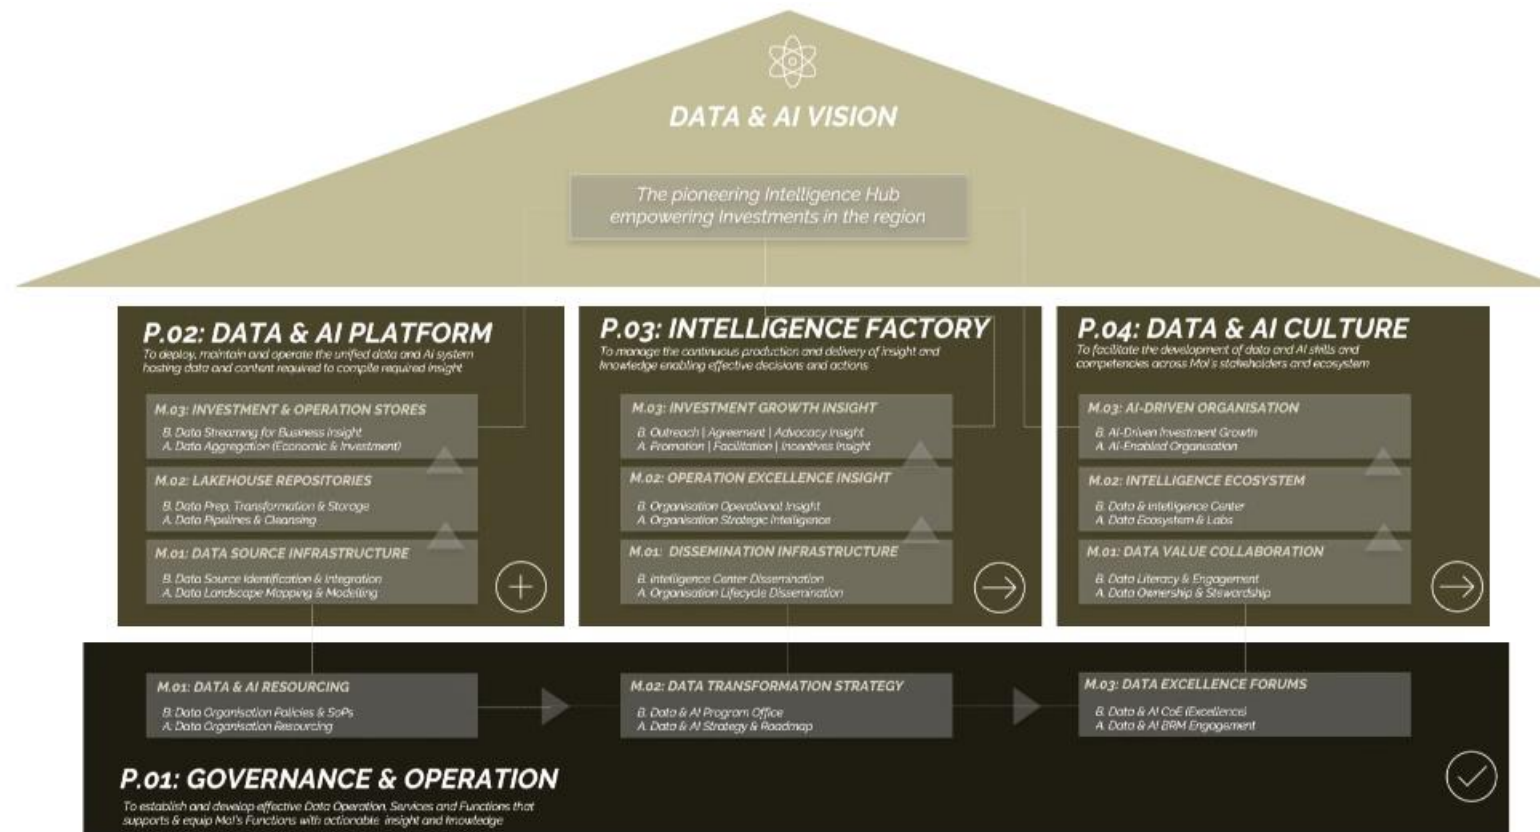 DATA & AI VISION
The pioneering Intelligence Hub
empowering Investments in the region
P.02: DATA & AI PLATFORM
To deploy, maintain and operate the unified data and AI system
hosting data and content required to compile required insight
M.03: INVESTMENT & OPERATION STORES
B. Data Streaming for Business Insight
A. Data Aggregation (Economic & Investment)
M.02: LAKEHOUSE REPOSITORIES
B. Data Prep, Transformation & Storage
A. Data Pipelines & Cleansing
M.01: DATA SOURCE INFRASTRUCTURE
B. Data Source Identification & Integration
A. Data Landscape Mapping & Modelling
P.03: INTELLIGENCE FACTORY
To manage the continuous production and delivery of insight and
knowledge enabling effective decisions and actions
M.03: INVESTMENT GROWTH INSIGHT
B. Outreach | Agreement | Advocacy Insight
A. Promotion | Facilitation | Incentives Insight
M.02: OPERATION EXCELLENCE INSIGHT
B. Organisation Operational Insight
A. Organisation Strategic Intelligence
M.01: DISSEMINATION INFRASTRUCTURE
B. Intelligence Center Dissemination
A. Organisation Lifecycle Dissemination
P.04: DATA & AI CULTURE
To facilitate the development of data and AI skills and
competencies across MoI's stakeholders and ecosystem
M.03: AI-DRIVEN ORGANISATION
B. AI-Driven Investment Growth
A. AI-Enabled Organisation
M.02: INTELLIGENCE ECOSYSTEM
B. Data & Intelligence Center
A. Data Ecosystem & Labs
M.01: DATA VALUE COLLABORATION
B. Data Literacy & Engagement
A. Data Ownership & Stewardship
M.01: DATA & AI RESOURCING
B. Data Organisation Policies & SoPs
A. Data Organisation Resourcing
M.02: DATA TRANSFORMATION STRATEGY
B. Data & AI Program Office
A. Data & AI Strategy & Roadmap
M.03: DATA EXCELLENCE FORUMS
B. Data & AI CoE (Excellence)
A. Data & AI BRM Engagement
P.01: GOVERNANCE & OPERATION
To establish and develop effective Data Operation, Services and Functions that
supports & equip MoI's Functions with actionable insight and knowledge